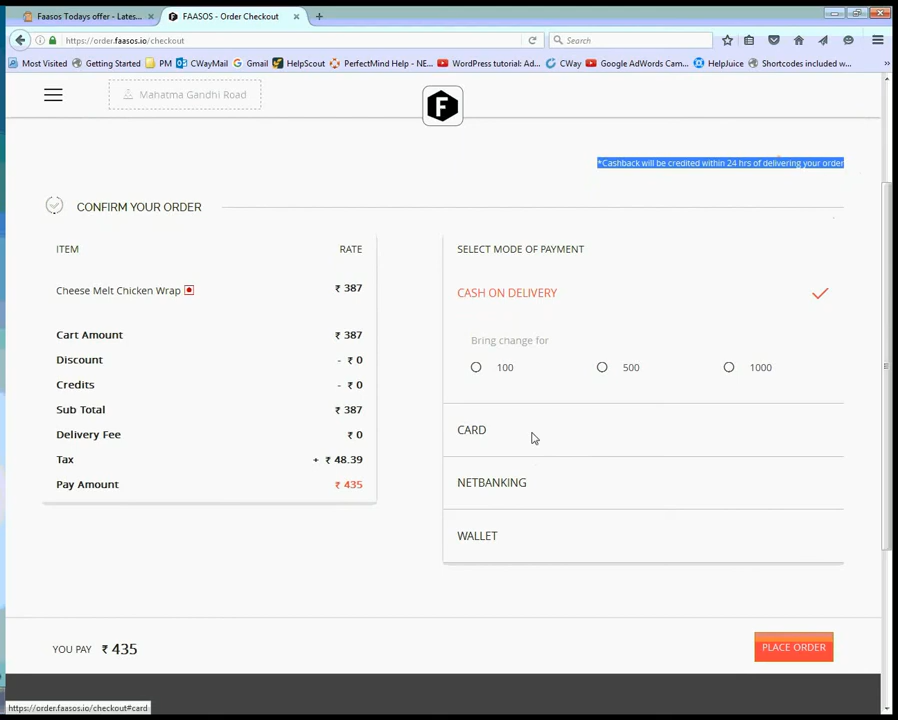 Faasos Todays offer - Lates...
FAASOS - Order Checkout
https://order.faasos.io/checkout
Search
Most Visited
Getting Started
PM
CWayMail
Gmail
HelpScout
PerfectMind Help - NE...
WordPress tutorial: Ad...
CWay
Google AdWords Cam...
HelpJuice
Shortcodes included w...
Mahatma Gandhi Road
F
*Cashback will be credited within 24 hrs of delivering your order
CONFIRM YOUR ORDER
ITEM RATE
Cheese Melt Chicken Wrap ₹ 387
Cart Amount ₹ 387
Discount - ₹ 0
Credits - ₹ 0
Sub Total ₹ 387
Delivery Fee ₹ 0
Tax + ₹ 48.39
Pay Amount ₹ 435
SELECT MODE OF PAYMENT
CASH ON DELIVERY
Bring change for
100 500 1000
CARD
NETBANKING
WALLET
YOU PAY ₹ 435
PLACE ORDER
https://order.faasos.io/checkout#card